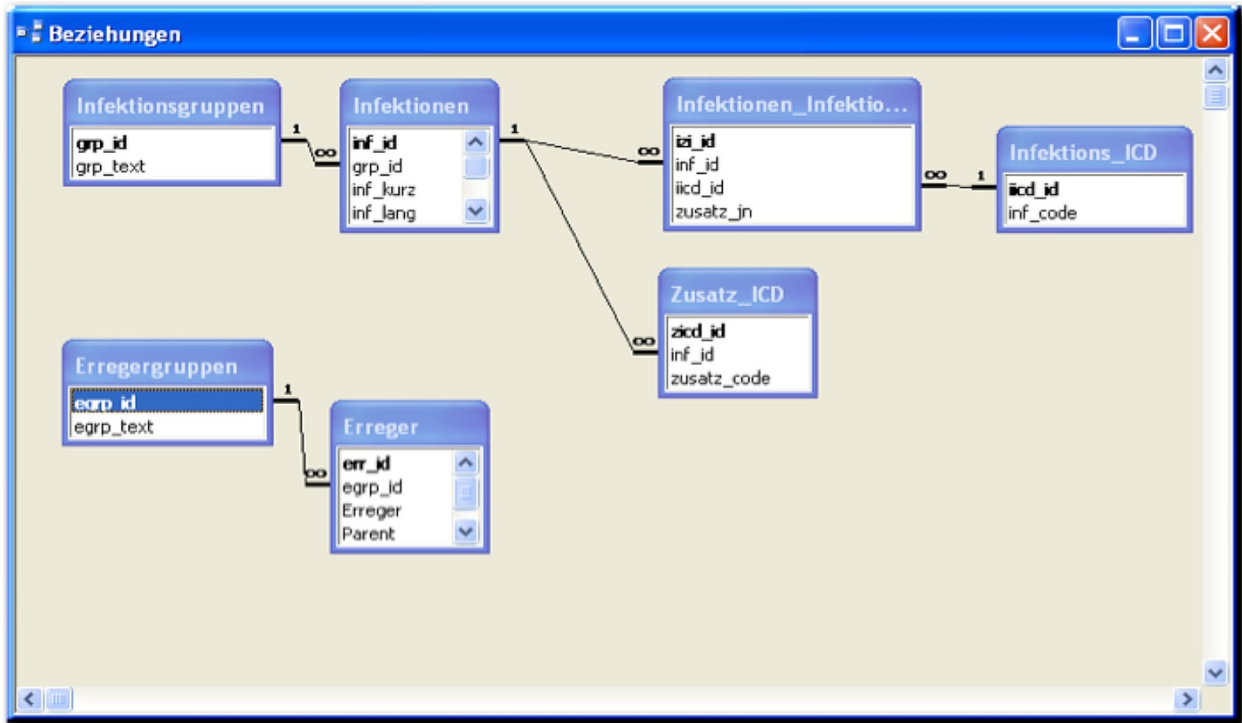 Beziehungen
Infektionsgruppen
grp_id
grp_text
1
∞
Infektionen
inf_id
grp_id
inf_kurz
inf_lang
1
∞
Infektionen_Infektio...
izi_id
inf_id
iicd_id
zusatz_jn
∞
1
Infektions_ICD
iicd_id
inf_code
∞
Zusatz_ICD
zicd_id
inf_id
zusatz_code
Erregergruppen
egrp_id
egrp_text
1
∞
Erreger
err_id
egrp_id
Erreger
Parent